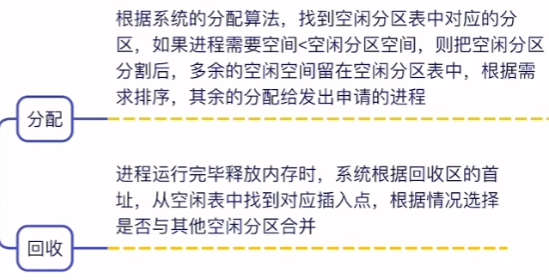 根据系统的分配算法，找到空闲分区表中对应的分
区，如果进程需要空间<空闲分区空间，则把空闲分区
分割后，多余的空闲空间留在空闲分区表中，根据需
求排序，其余的分配给发出申请的进程
分配
进程运行完毕释放内存时，系统根据回收区的首
址，从空闲表中找到对应插入点，根据情况选择
是否与其他空闲分区合并
回收